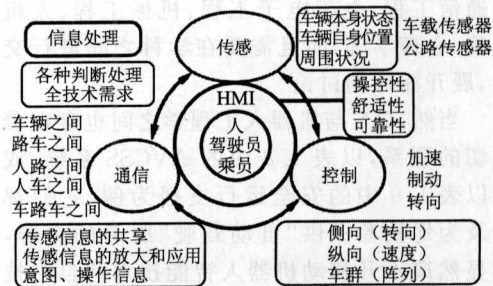 信息处理
各种判断处理
全技术需求
传感
车辆本身状态
车辆自身位置
周围状况
车载传感器
公路传感器
HMI
人
驾驶员
乘员
操控性
舒适性
可靠性
车辆之间
路车之间
人路之间
人车之间
车路车之间
通信
控制
加速
制动
转向
传感信息的共享
传感信息的放大和应用
意图、操作信息
侧向（转向）
纵向（速度）
车群（阵列）